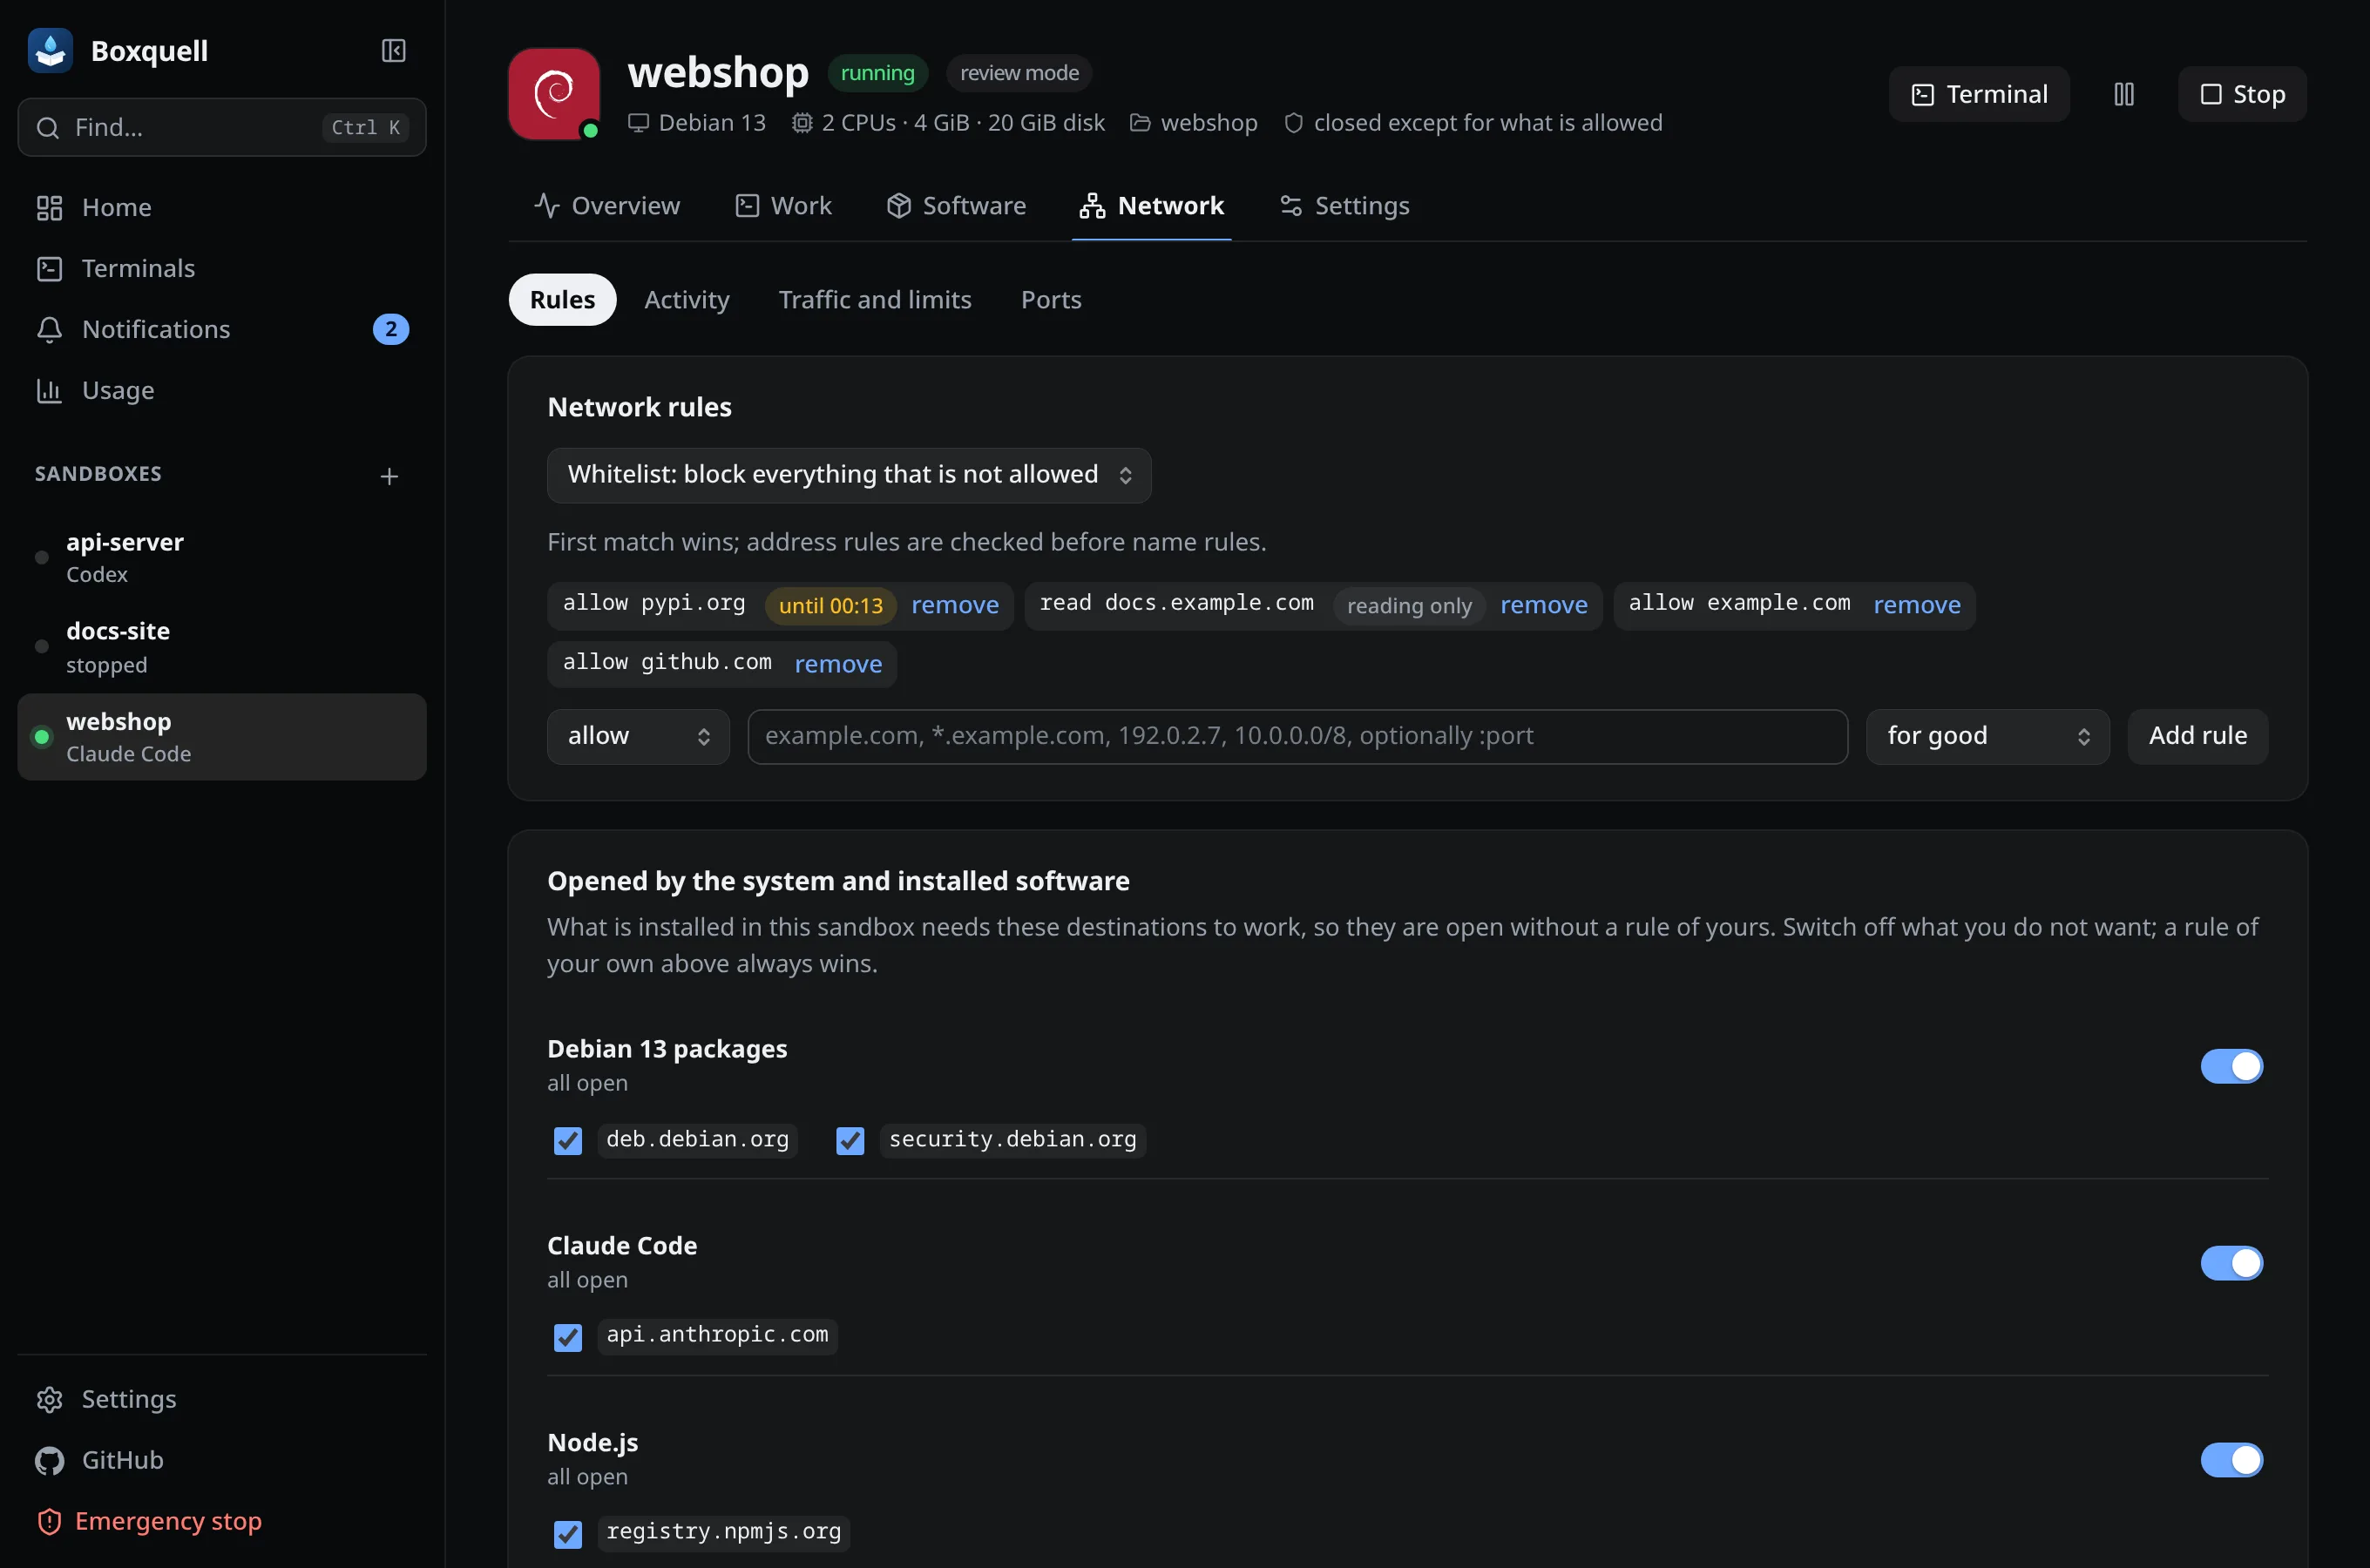 Boxquell
Find... Ctrl K
Home
Terminals
Notifications 2
Usage
SANDBOXES
api-server
Codex
docs-site
stopped
webshop
Claude Code
Settings
GitHub
Emergency stop
webshop running review mode
Debian 13 2 CPUs · 4 GiB · 20 GiB disk webshop closed except for what is allowed
Terminal Stop
Overview Work Software Network Settings
Rules Activity Traffic and limits Ports
Network rules
Whitelist: block everything that is not allowed
First match wins; address rules are checked before name rules.
allow pypi.org until 00:13 remove read docs.example.com reading only remove allow example.com remove
allow github.com remove
allow example.com, *.example.com, 192.0.2.7, 10.0.0.0/8, optionally :port for good Add rule
Opened by the system and installed software
What is installed in this sandbox needs these destinations to work, so they are open without a rule of yours. Switch off what you do not want; a rule of
your own above always wins.
Debian 13 packages
all open
deb.debian.org security.debian.org
Claude Code
all open
api.anthropic.com
Node.js
all open
registry.npmjs.org